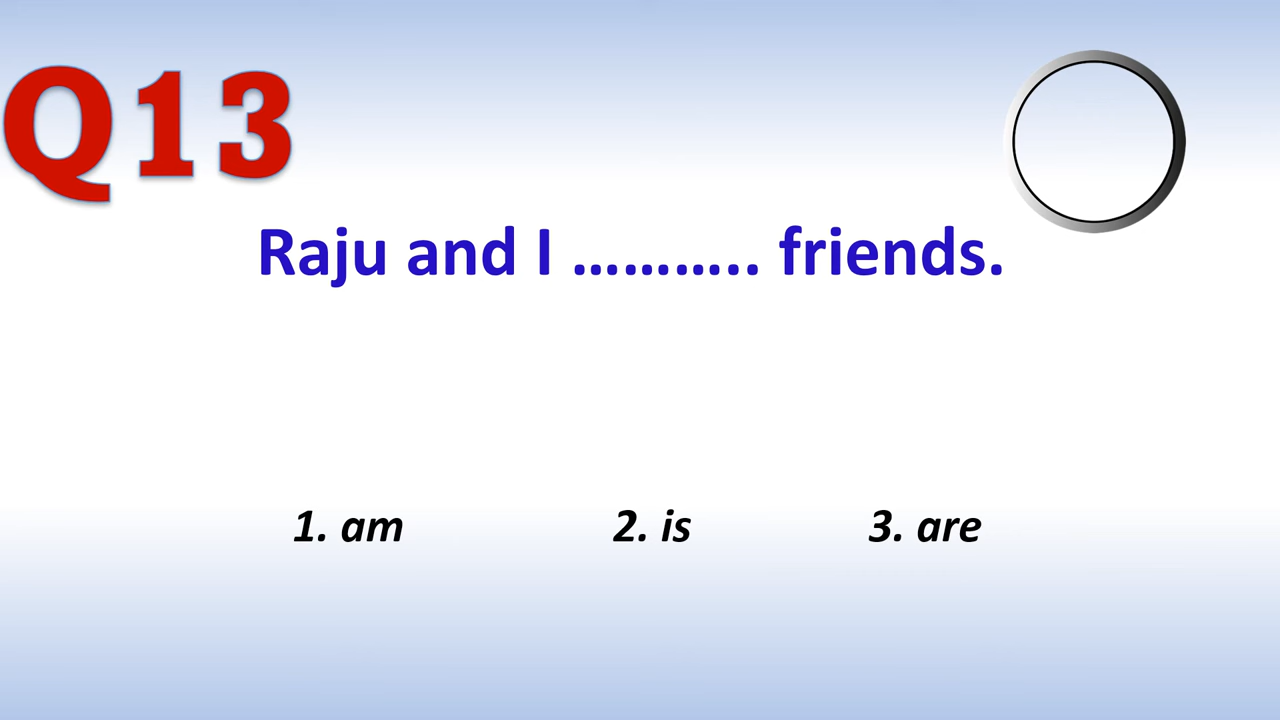 Q13
Raju and I ……….. friends.
1. am 2. is 3. are